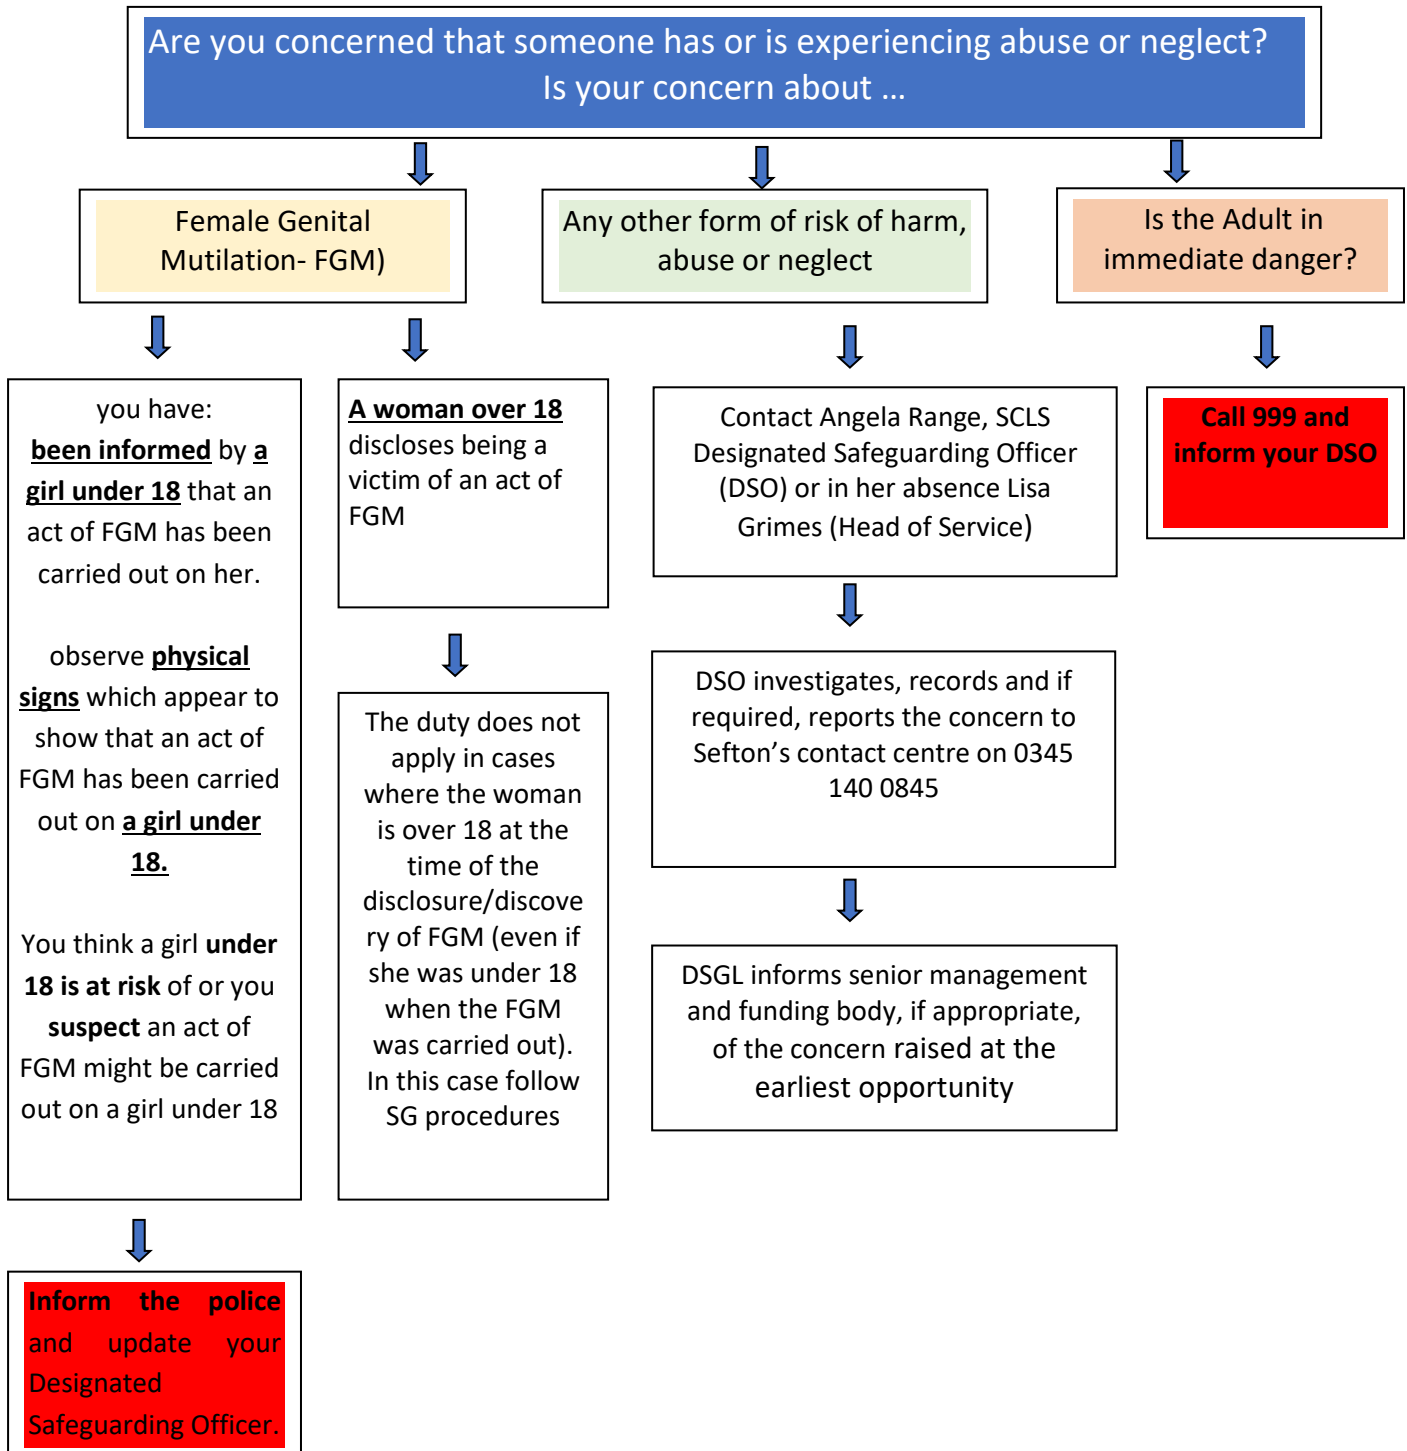 Are you concerned that someone has or is experiencing abuse or neglect?
Is your concern about …
Female Genital
Mutilation- FGM)
Any other form of risk of harm,
abuse or neglect
Is the Adult in
immediate danger?
you have:
been informed by a
girl under 18 that an
act of FGM has been
carried out on her.
observe physical
signs which appear to
show that an act of
FGM has been carried
out on a girl under
18.
You think a girl under
18 is at risk of or you
suspect an act of
FGM might be carried
out on a girl under 18
Inform the police
and update your
Designated
Safeguarding Officer.
A woman over 18
discloses being a
victim of an act of
FGM
The duty does not
apply in cases
where the woman
is over 18 at the
time of the
disclosure/discove
ry of FGM (even if
she was under 18
when the FGM
was carried out).
In this case follow
SG procedures
Contact Angela Range, SCLS
Designated Safeguarding Officer
(DSO) or in her absence Lisa
Grimes (Head of Service)
DSO investigates, records and if
required, reports the concern to
Sefton’s contact centre on 0345
140 0845
DSGL informs senior management
and funding body, if appropriate,
of the concern raised at the
earliest opportunity
Call 999 and
inform your DSO